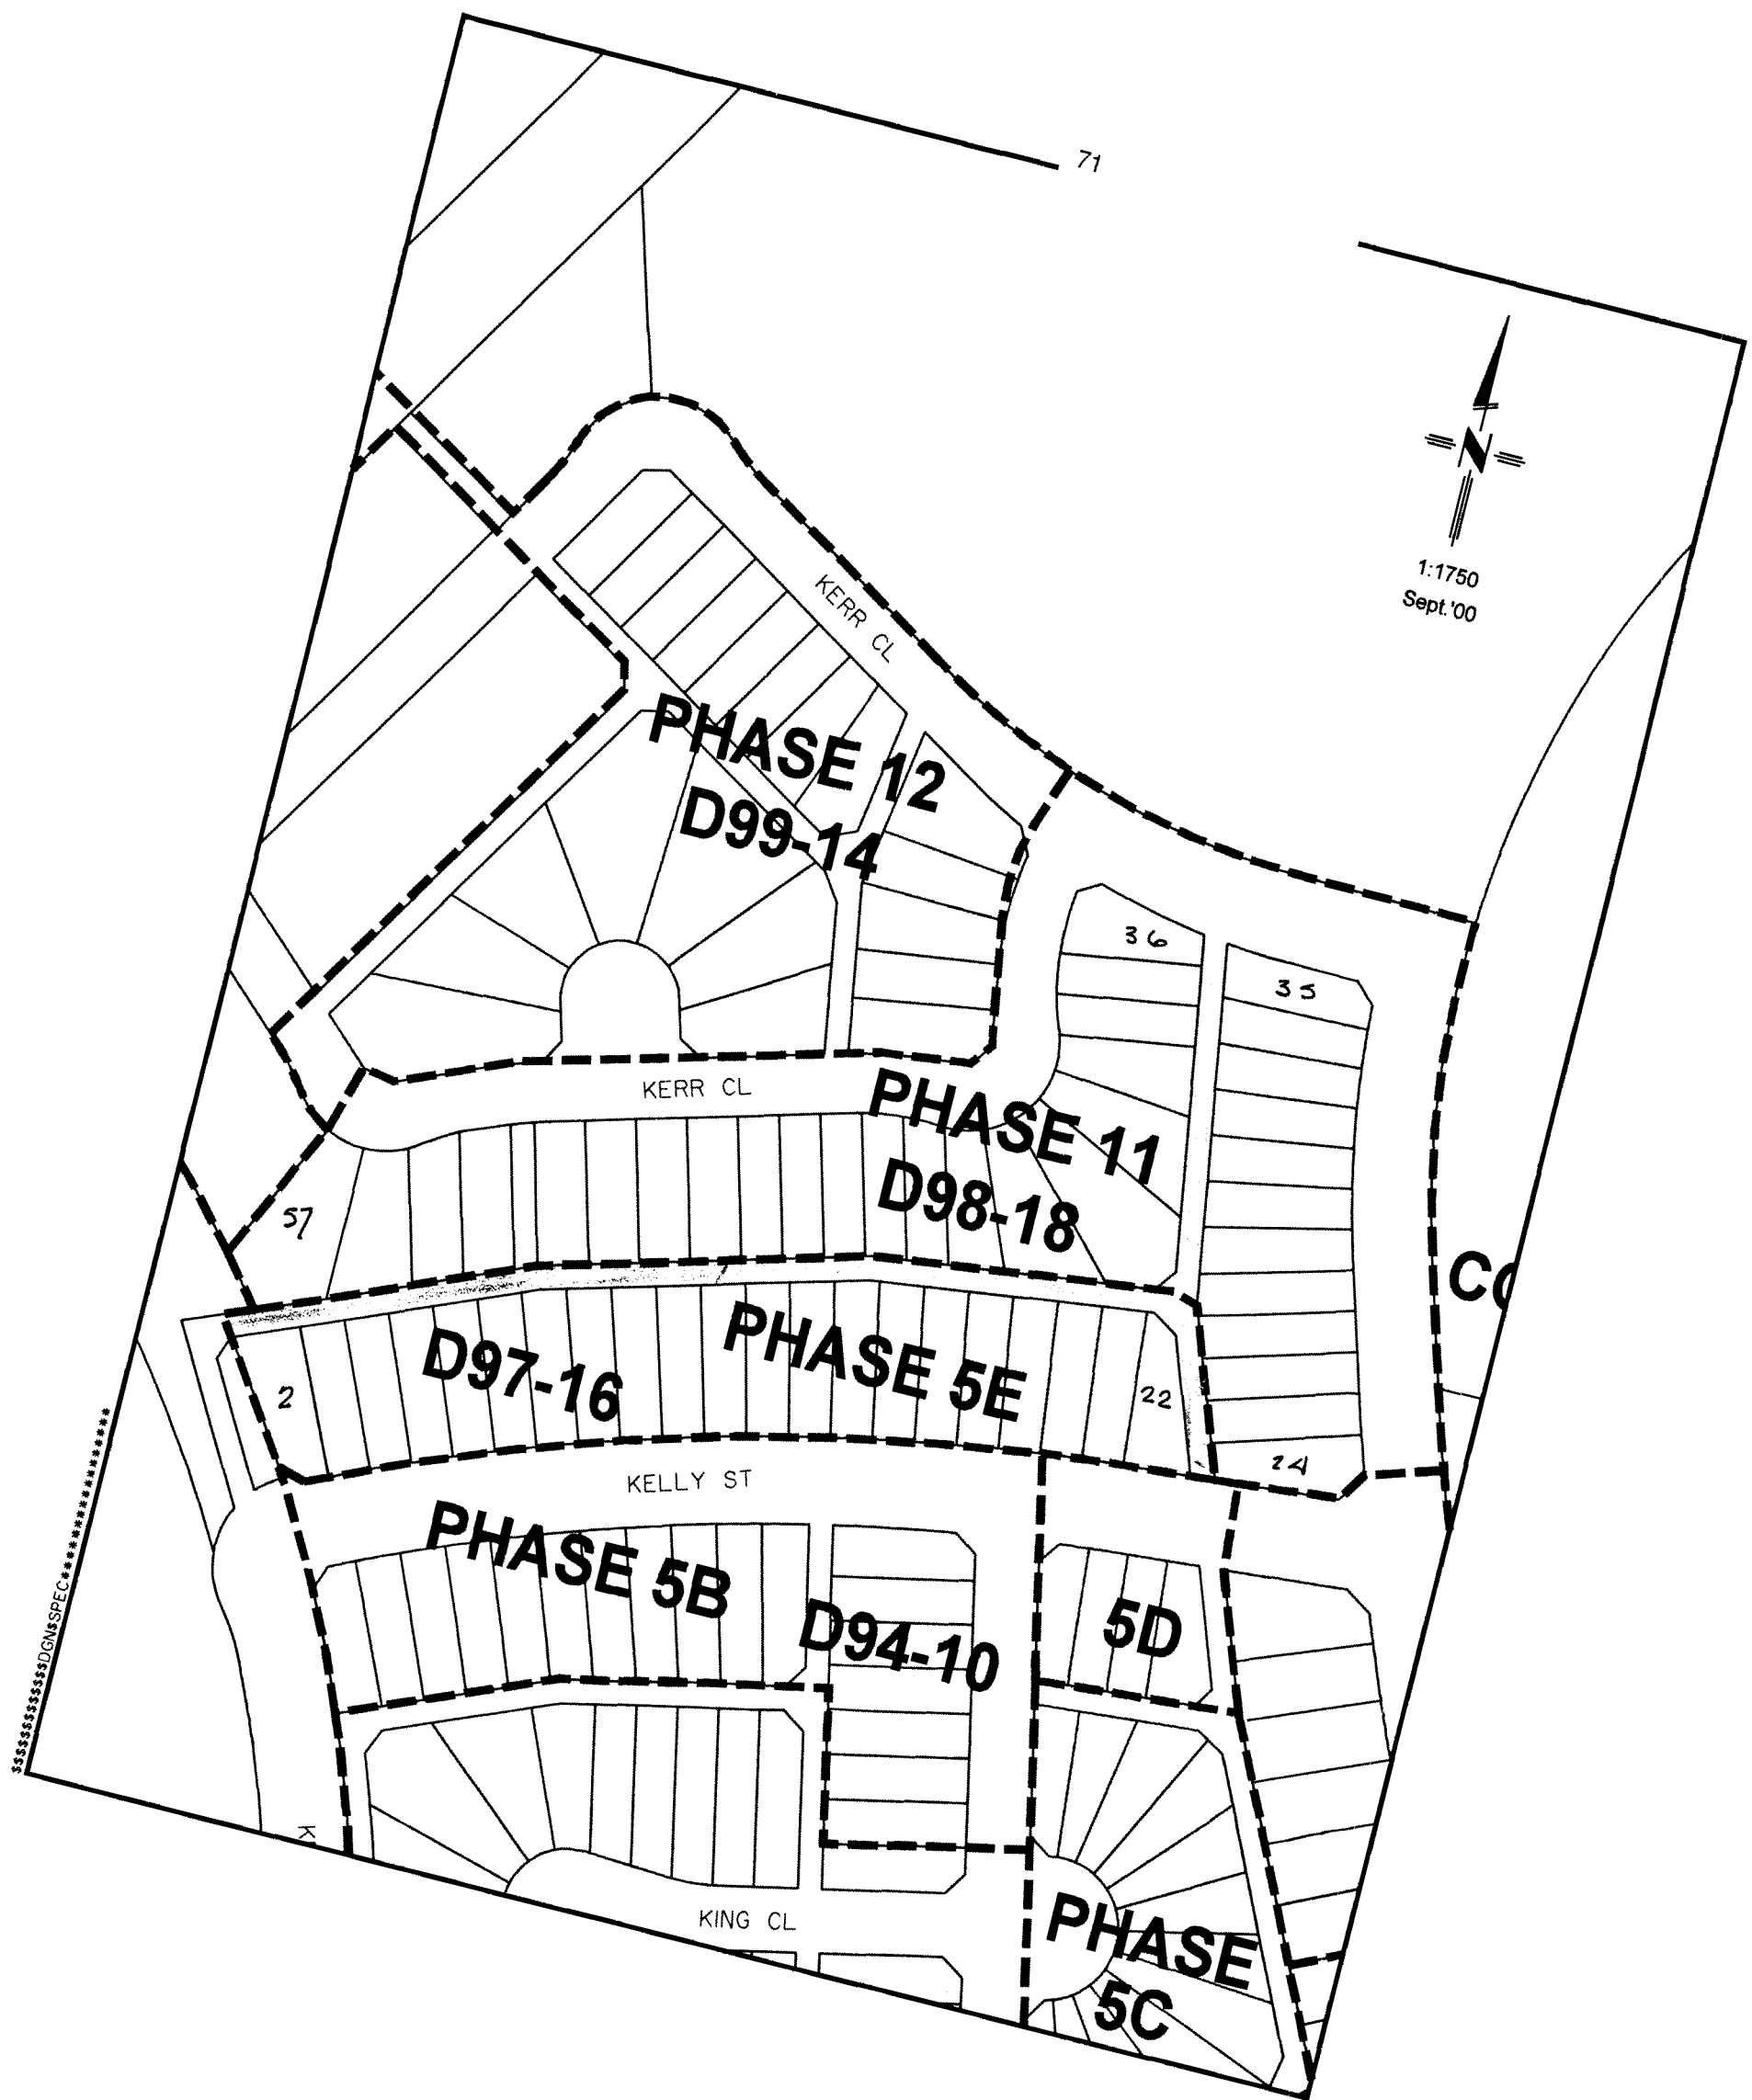 71
N
1:1750
Sept.'00
KERR CL
PHASE 12
D99-14
36
35
KERR CL
PHASE 11
D98-18
57
PHASE 5E
D97-16
2
22
24
KELLY ST
PHASE 5B
D94-10
5D
K
KING CL
PHASE
5C
$$$$$$$$$$$$DGN$SPEC************************